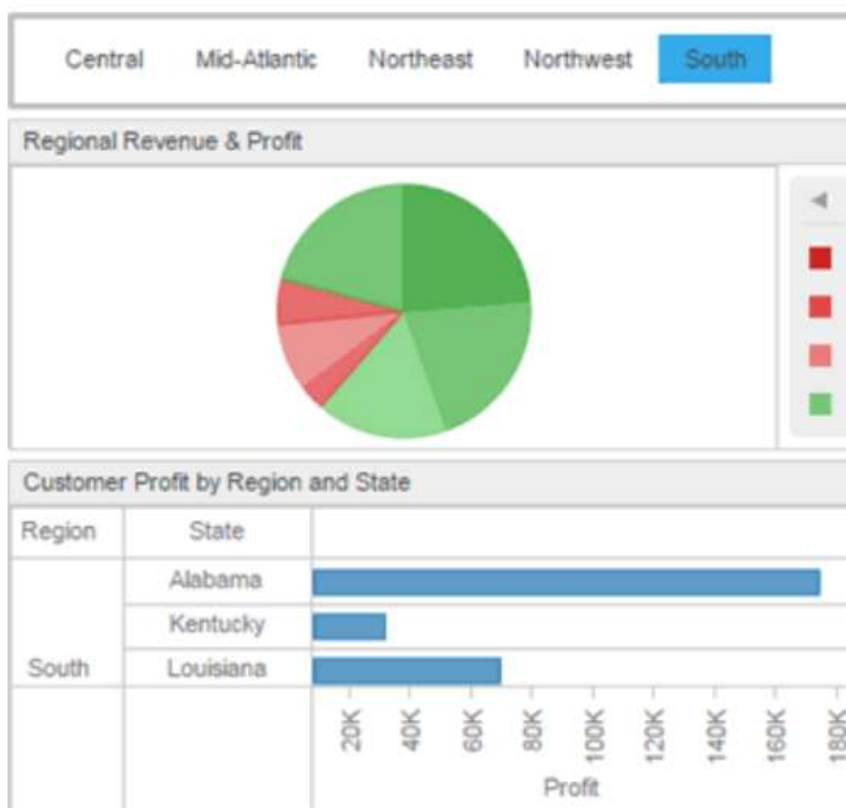 Central Mid-Atlantic Northeast Northwest South
Regional Revenue & Profit
Customer Profit by Region and State
Region State
Alabama
Kentucky
South Louisiana
20K 40K 60K 80K 100K 120K 140K 160K 180K
Profit